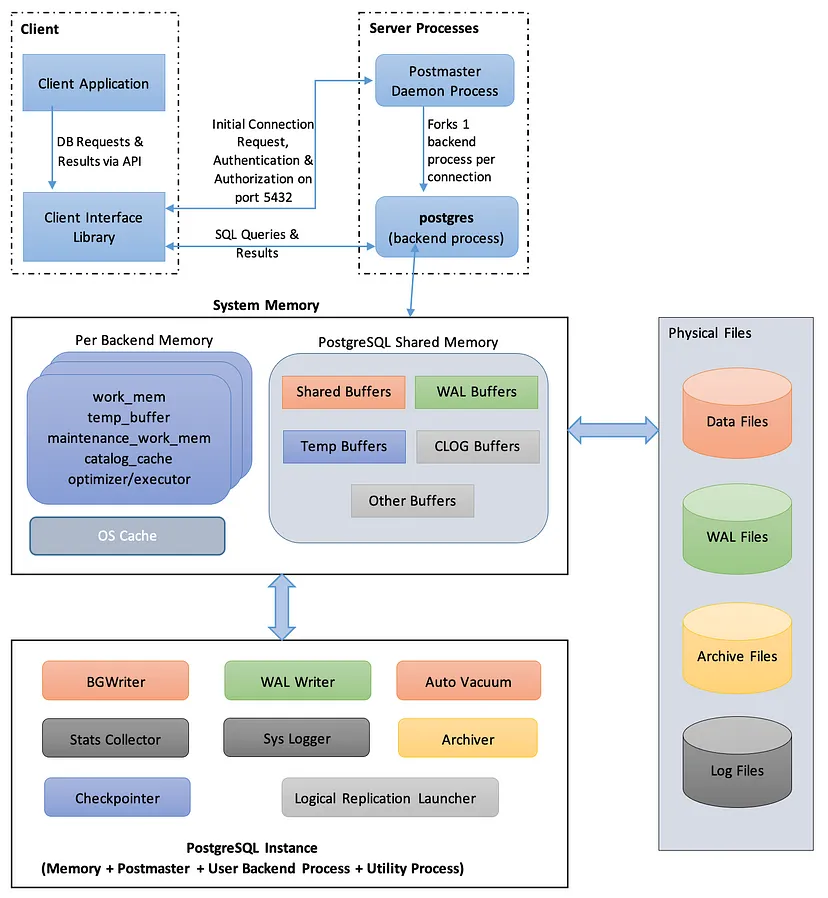 Client
Client Application
DB Requests &
Results via API
Client Interface
Library
Initial Connection
Request,
Authentication &
Authorization on
port 5432
SQL Queries &
Results
Server Processes
Postmaster
Daemon Process
Forks 1
backend
process per
connection
postgres
(backend process)
System Memory
Per Backend Memory
work_mem
temp_buffer
maintenance_work_mem
catalog_cache
optimizer/executor
OS Cache
PostgreSQL Shared Memory
Shared Buffers
WAL Buffers
Temp Buffers
CLOG Buffers
Other Buffers
Physical Files
Data Files
WAL Files
Archive Files
Log Files
BGWriter
WAL Writer
Auto Vacuum
Stats Collector
Sys Logger
Archiver
Checkpointer
Logical Replication Launcher
PostgreSQL Instance
(Memory + Postmaster + User Backend Process + Utility Process)